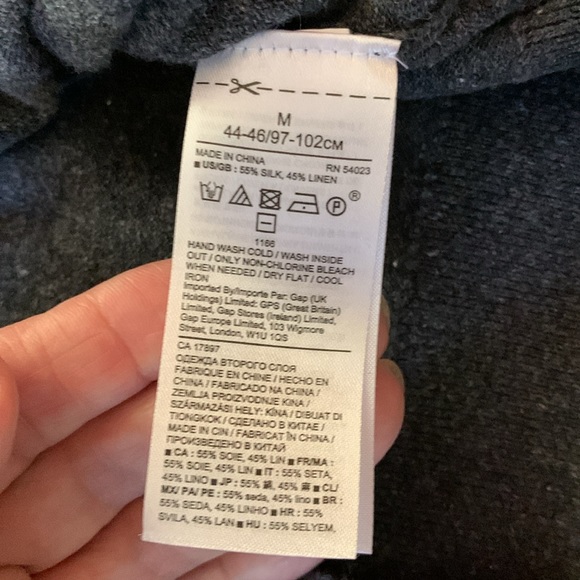 M
44-46/97-102CM
MADE IN CHINA RN 54023
■ US/GB : 55% SILK, 45% LINEN
P ®
1166
HAND WASH COLD / WASH INSIDE
OUT / ONLY NON-CHLORINE BLEACH
WHEN NEEDED / DRY FLAT / COOL
IRON
Imported By/Importe Par: Gap (UK
Holdings) Limited: GPS (Great Britain)
Limited, Gap Stores (Ireland) Limited,
Gap Europe Limited, 103 Wigmore
Street, London, W1U 1QS
CA 17897
ОДЕЖДА ВТОРОГО СЛОЯ
FABRIQUE EN CHINE / HECHO EN
CHINA / FABRICADO NA CHINA /
ZEMLJA PROIZVODNJE KINA /
SZÁRMAZÁSI HELY: KÍNA / DIBUAT DI
TIONGKOK / СДЕЛАНО В КИТАЕ /
MADE IN CIN / FABRICAT ÎN CHINA /
ПРОИЗВЕДЕНО В КИТАЙ
■ CA : 55% SOIE, 45% LIN ■ FR/MA :
55% SOIE, 45% LIN ■ IT : 55% SETA,
45% LINO ■ JP : 55% 絹, 45% 麻 ■ CL/
MX/ PA/ PE : 55% seda, 45% lino ■ BR :
55% SEDA, 45% LINHO ■ HR : 55%
SVILA, 45% LAN ■ HU : 55% SELYEM,